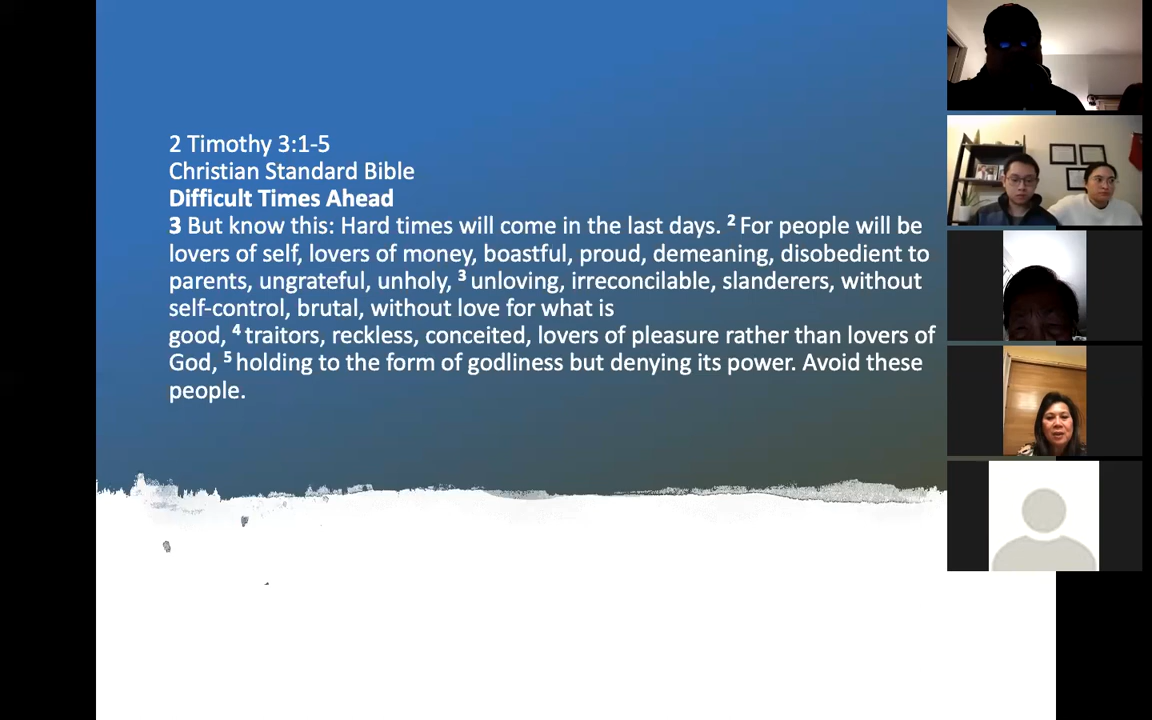 2 Timothy 3:1-5
Christian Standard Bible
Difficult Times Ahead
3 But know this: Hard times will come in the last days. 2 For people will be
lovers of self, lovers of money, boastful, proud, demeaning, disobedient to
parents, ungrateful, unholy, 3 unloving, irreconcilable, slanderers, without
self-control, brutal, without love for what is
good, 4 traitors, reckless, conceited, lovers of pleasure rather than lovers of
God, 5 holding to the form of godliness but denying its power. Avoid these
people.